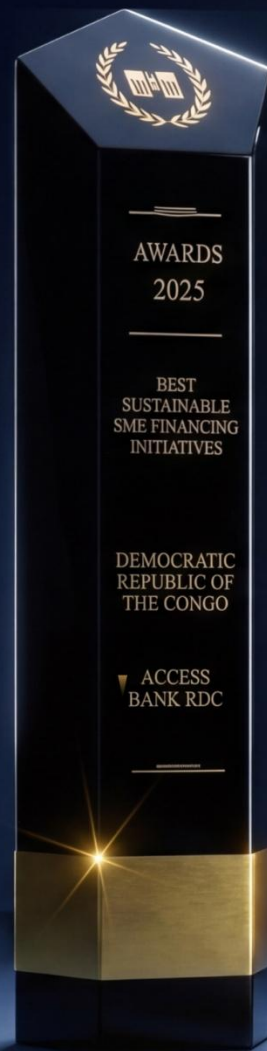 AWARDS
2025
BEST
SUSTAINABLE
SME FINANCING
INITIATIVES
DEMOCRATIC
REPUBLIC OF
THE CONGO
ACCESS
BANK RDC